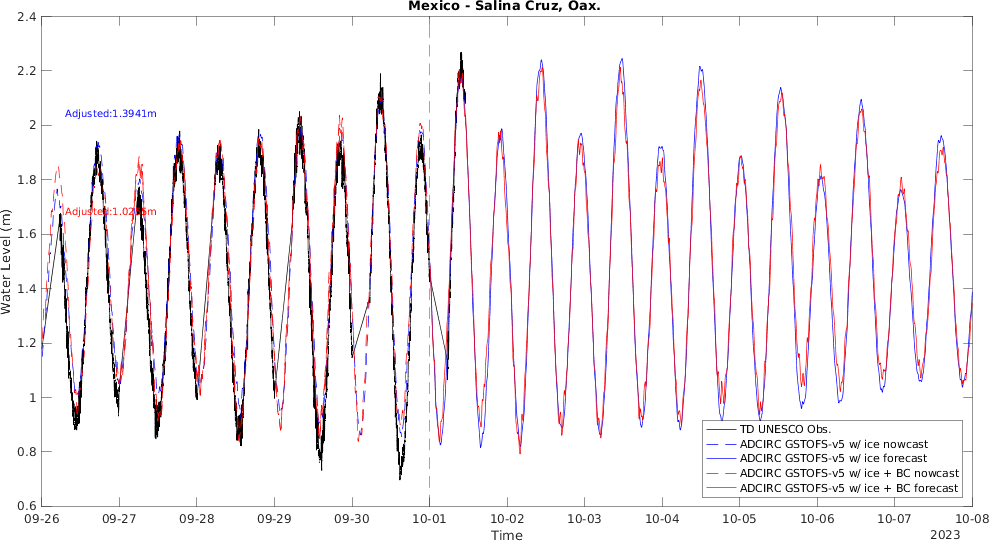 Mexico - Salina Cruz, Oax.
2.4
2.2
2
1.8
1.6
1.4
1.2
1
0.8
0.6
Water Level (m)
Adjusted:1.3941m
TD UNESCO Obs.
ADCIRC GSTOFS-v5 w/ ice nowcast
ADCIRC GSTOFS-v5 w/ ice forecast
ADCIRC GSTOFS-v5 w/ ice + BC nowcast
ADCIRC GSTOFS-v5 w/ ice + BC forecast
09-26 09-27 09-28 09-29 09-30 10-01 10-02 10-03 10-04 10-05 10-06 10-07 10-08
Time
2023